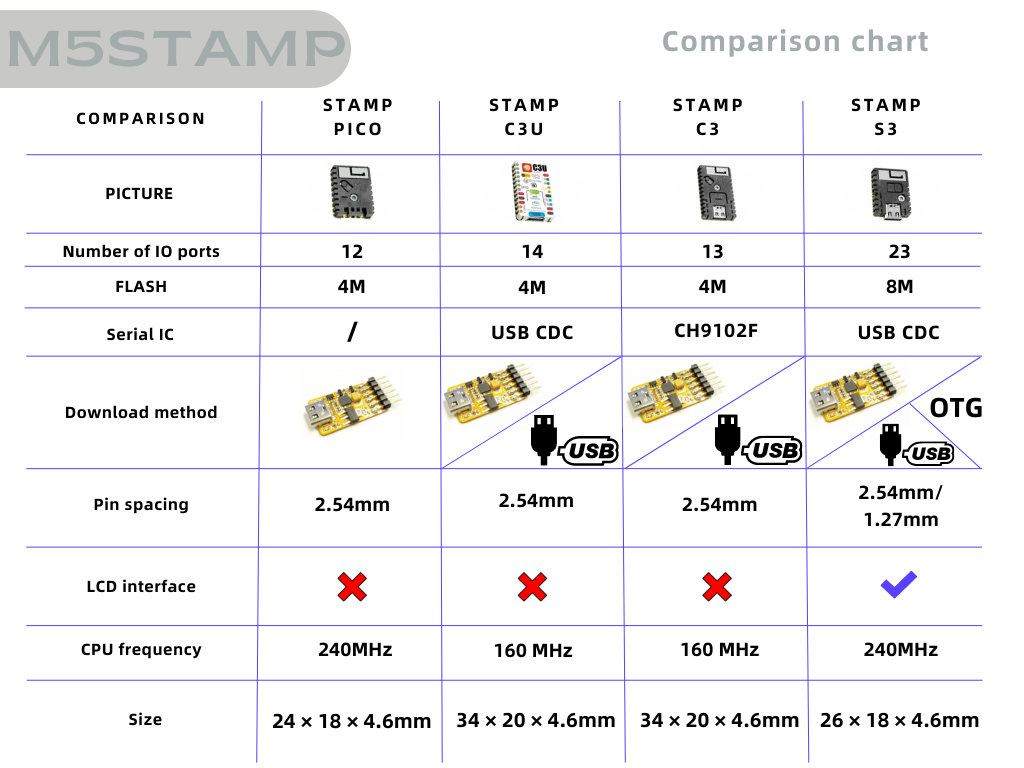 M5STAMP
Comparison chart
COMPARISON
STAMP
PICO
STAMP
C3U
STAMP
C3
STAMP
S3
PICTURE
C3U
Number of IO ports
12
14
13
23
FLASH
4M
4M
4M
8M
Serial IC
/
USB CDC
CH9102F
USB CDC
Download method
USB
USB
USB
OTG
Pin spacing
2.54mm
2.54mm
2.54mm
2.54mm/
1.27mm
LCD interface
CPU frequency
240MHz
160 MHz
160 MHz
240MHz
Size
24 × 18 × 4.6mm
34 × 20 × 4.6mm
34 × 20 × 4.6mm
26 × 18 × 4.6mm